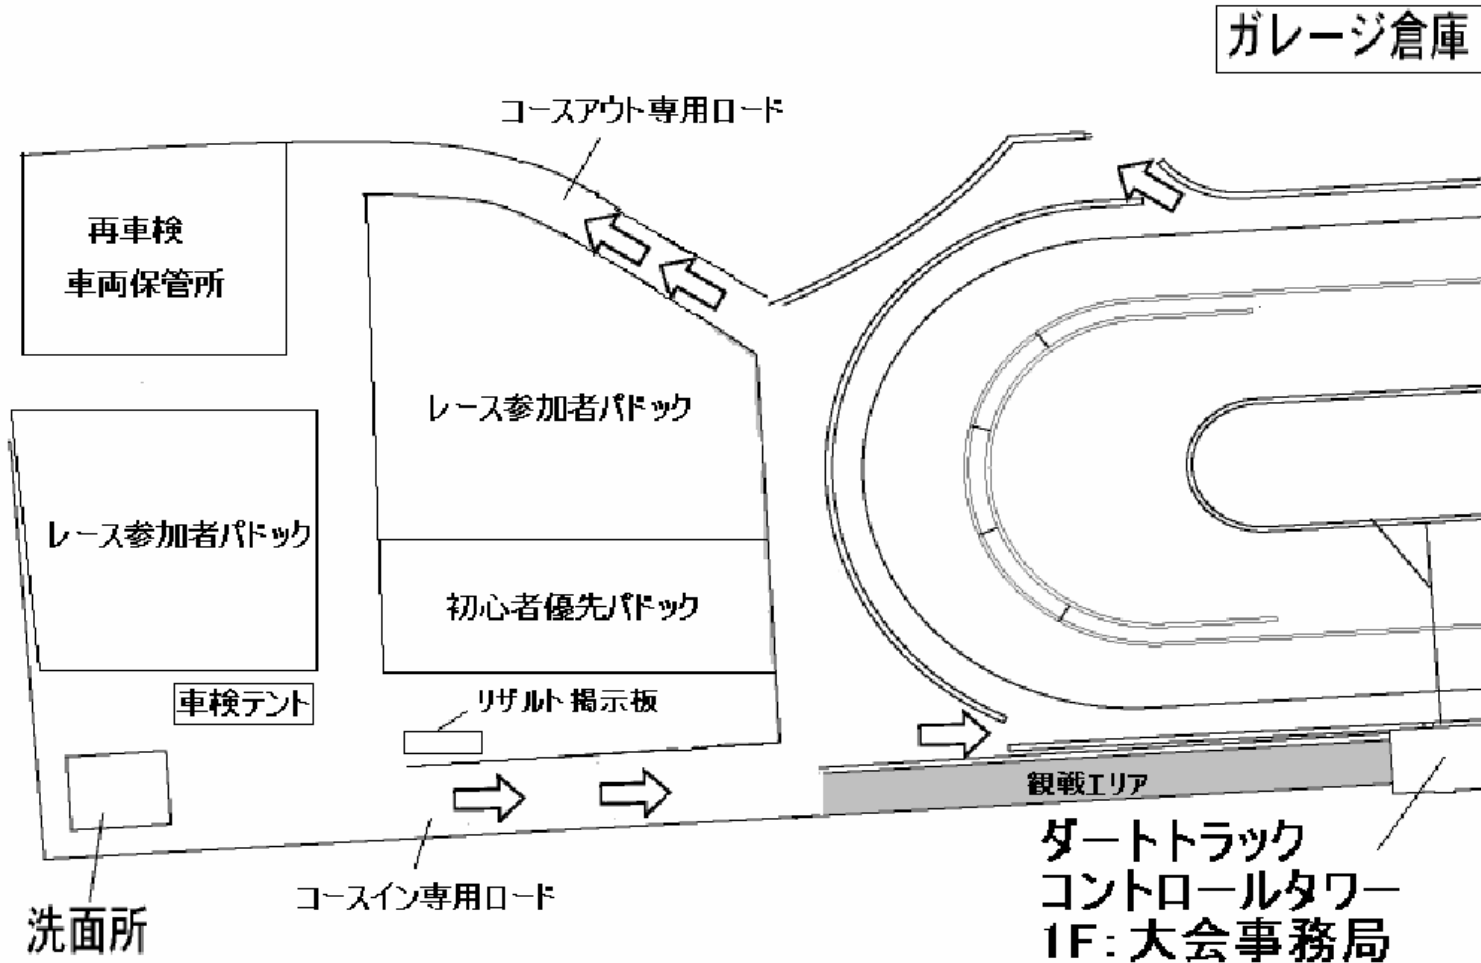 ガレージ倉庫
コースアウト専用ロード
再車検
車両保管所
レース参加者パドック
レース参加者パドック
初心者優先パドック
車検テント
リザルト掲示板
観戦エリア
ダートトラック
コントロールタワー
1F:大会事務局
コースイン専用ロード
洗面所